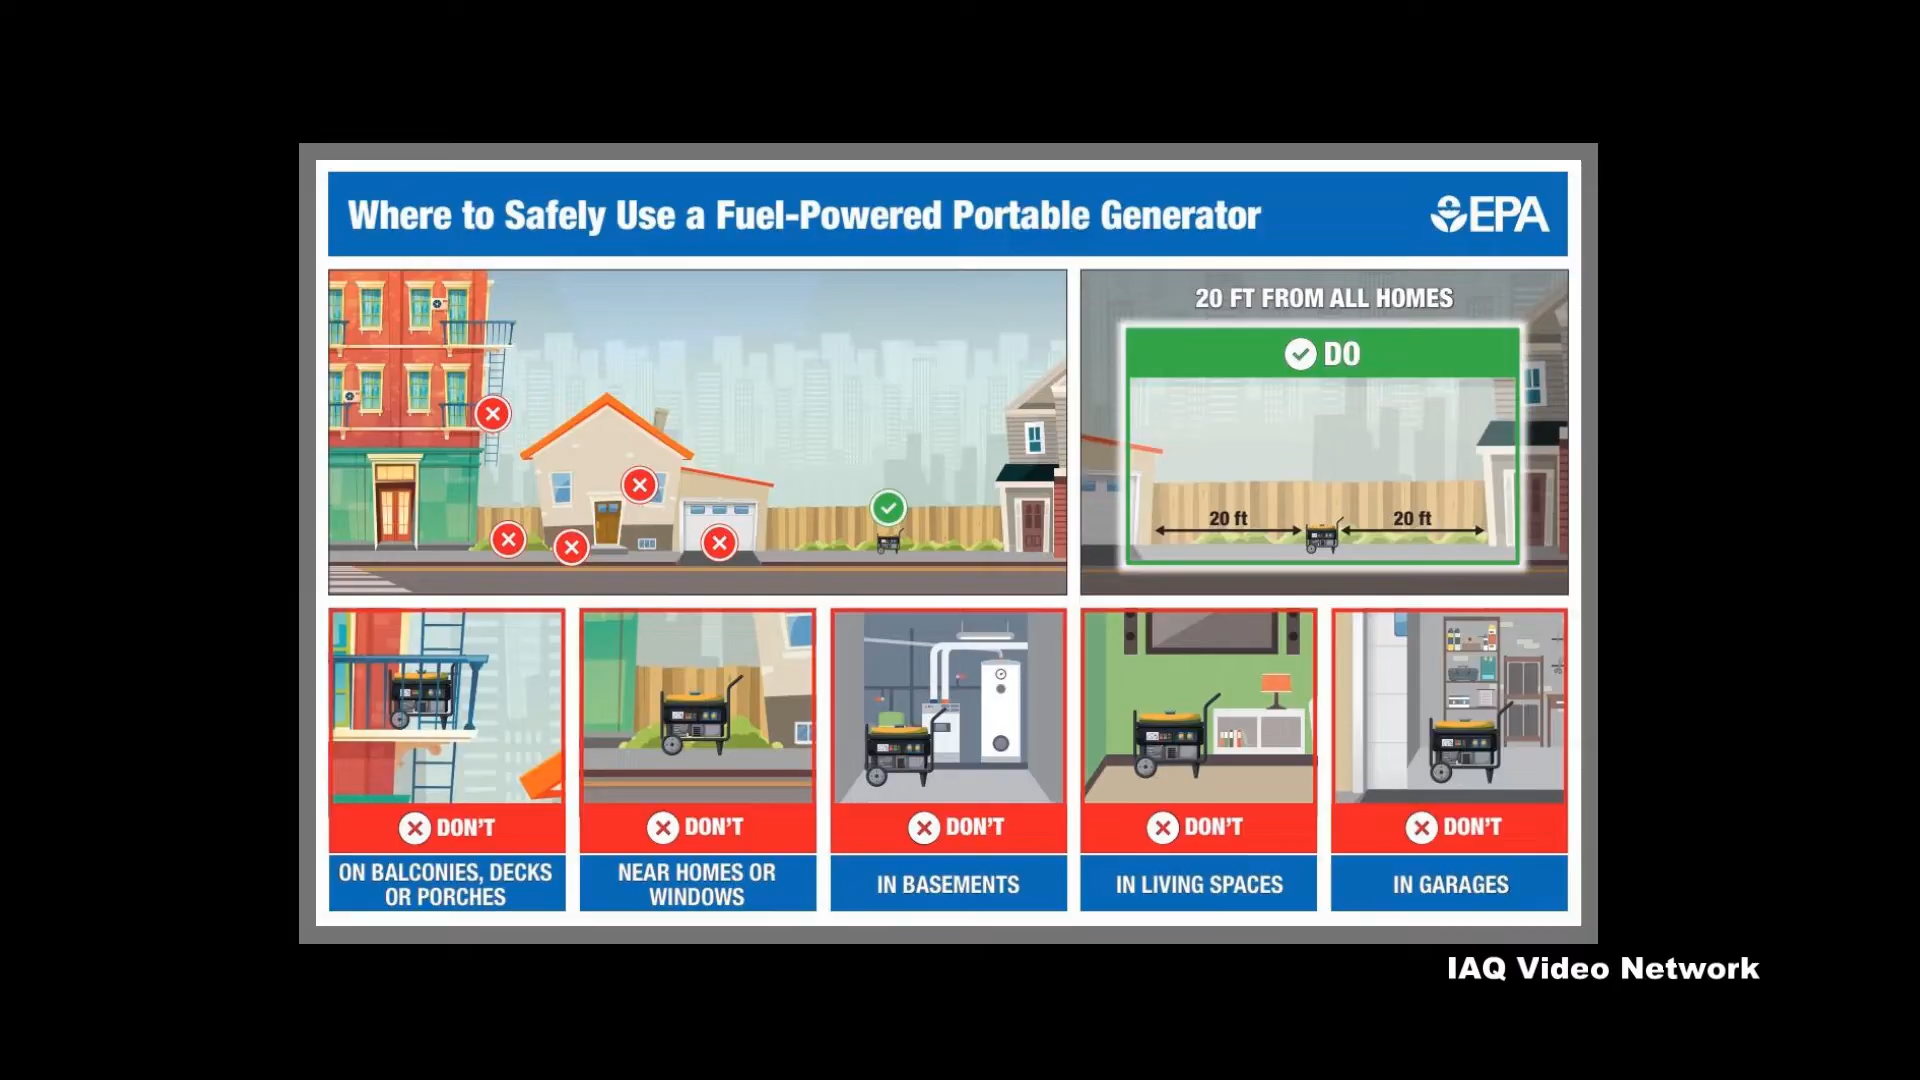 Where to Safely Use a Fuel-Powered Portable Generator
EPA
20 FT FROM ALL HOMES
DO
20 ft
20 ft
DON'T
ON BALCONIES, DECKS
OR PORCHES
DON'T
NEAR HOMES OR
WINDOWS
DON'T
IN BASEMENTS
DON'T
IN LIVING SPACES
DON'T
IN GARAGES
IAQ Video Network